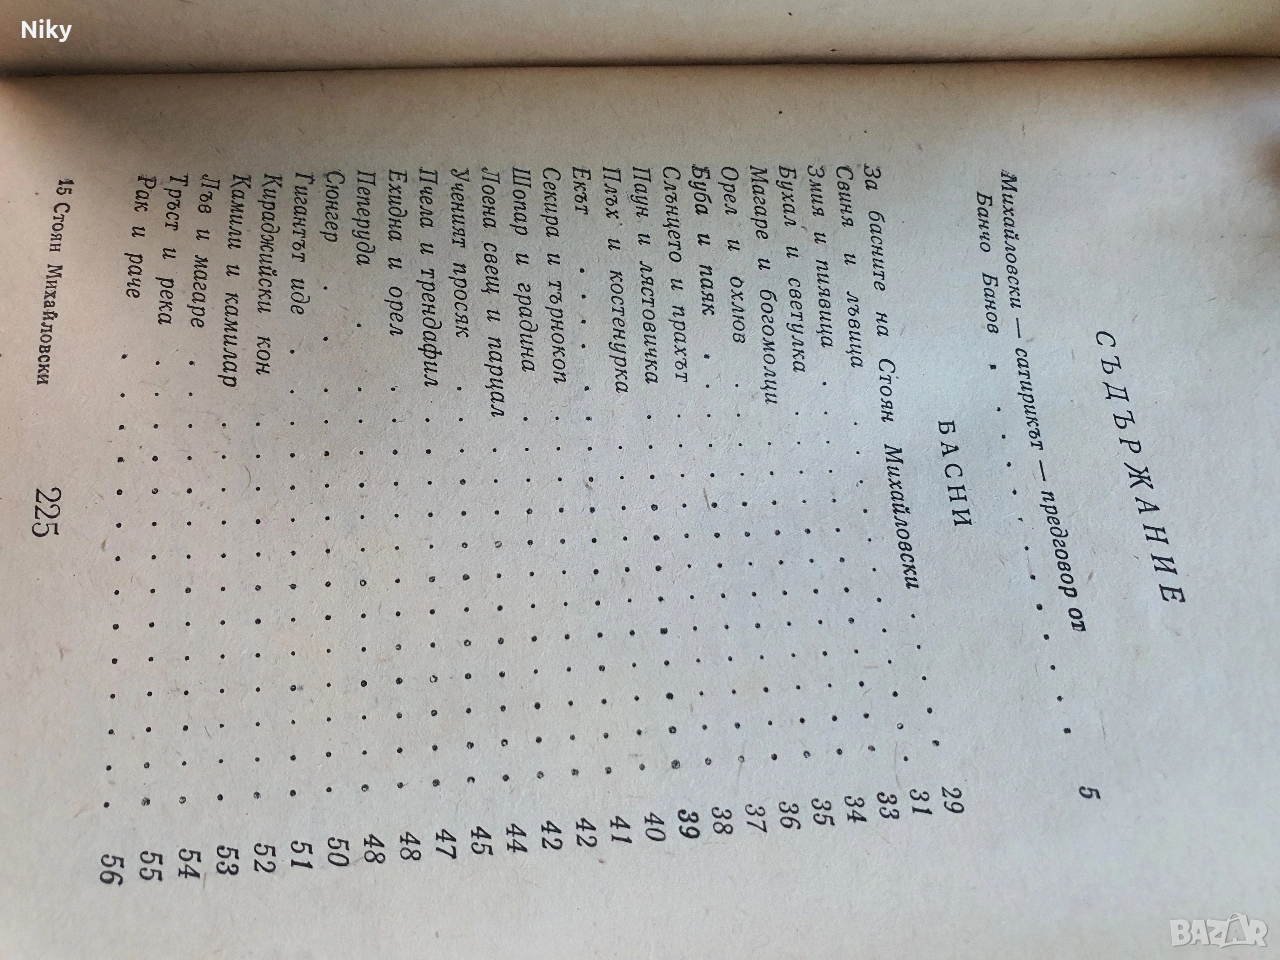 Niky
СЪДЪРЖАНИЕ
Михайловски — сатирикът — предговор от
Банчо Банов . . . . . . . . . . . 5
БАСНИ
За басните на Стоян Михайловски . . . . . 29
Свиня и лъвица . . . . . . . . . . . 31
Змия и пиявица . . . . . . . . . . . 33
Бухал и светулка . . . . . . . . . . . 34
Магаре и богомолци . . . . . . . . . . 35
Орел и охлюв . . . . . . . . . . . . 36
Буба и паяк . . . . . . . . . . . . . 37
Слънцето и прахът . . . . . . . . . . 38
Паун и лястовичка . . . . . . . . . . 39
Плъх и костенурка . . . . . . . . . . 40
Екът . . . . . . . . . . . . . . . . 41
Секира и търнокоп . . . . . . . . . . 42
Шопар и градина . . . . . . . . . . . 42
Лоена свещ и парцал . . . . . . . . . 44
Ученият просяк . . . . . . . . . . . 45
Пчела и трендафил . . . . . . . . . . 47
Ехидна и орел . . . . . . . . . . . . 48
Пеперуда . . . . . . . . . . . . . . 48
Сюнгер . . . . . . . . . . . . . . . 50
Гигантът иде . . . . . . . . . . . . 51
Кираджийски кон . . . . . . . . . . . 52
Камили и камилар . . . . . . . . . . 53
Лъв и магаре . . . . . . . . . . . . 54
Тръст и река . . . . . . . . . . . . 55
Рак и раче . . . . . . . . . . . . . 56
15 Стоян Михайловски 225
BAZAR